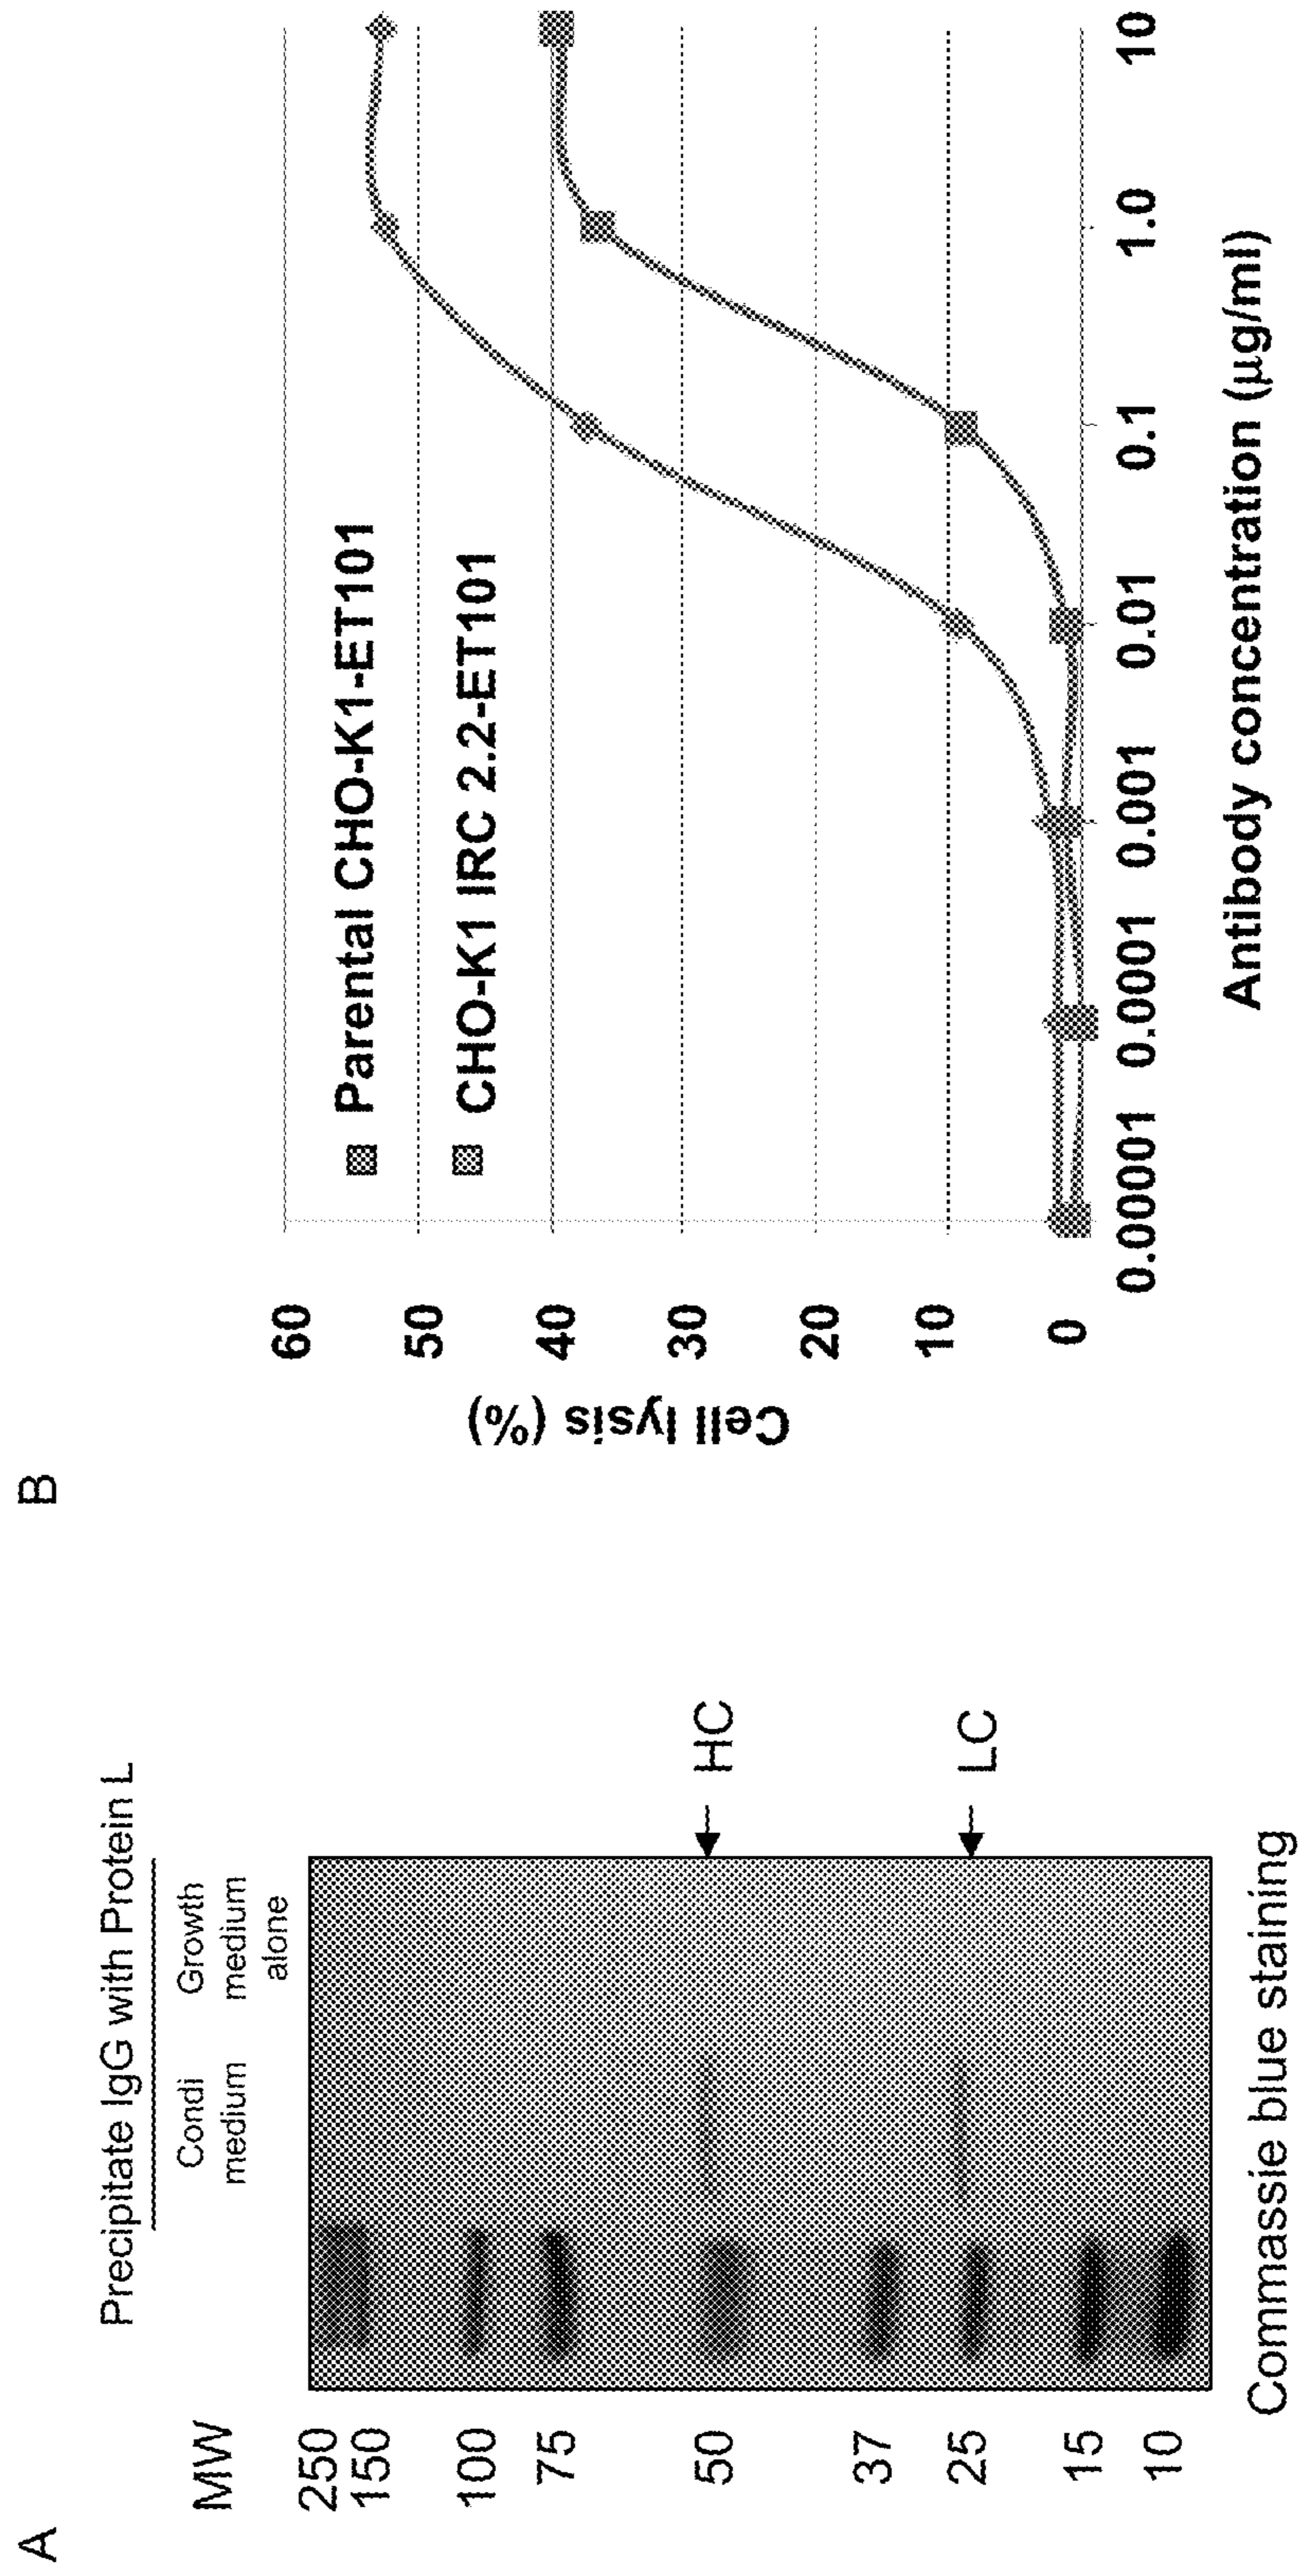 A
Precipitate IgG with Protein L
MW
Condi
medium
Growth
medium
alone
250
150
100
75
50
37
25
15
10
HC
LC
Commassie blue staining
B
Cell lysis (%)
60
50
40
30
20
10
0
Parental CHO-K1-ET101
CHO-K1 IRC 2.2-ET101
0.00001 0.0001 0.001 0.01 0.1 1.0 10
Antibody concentration (μg/ml)